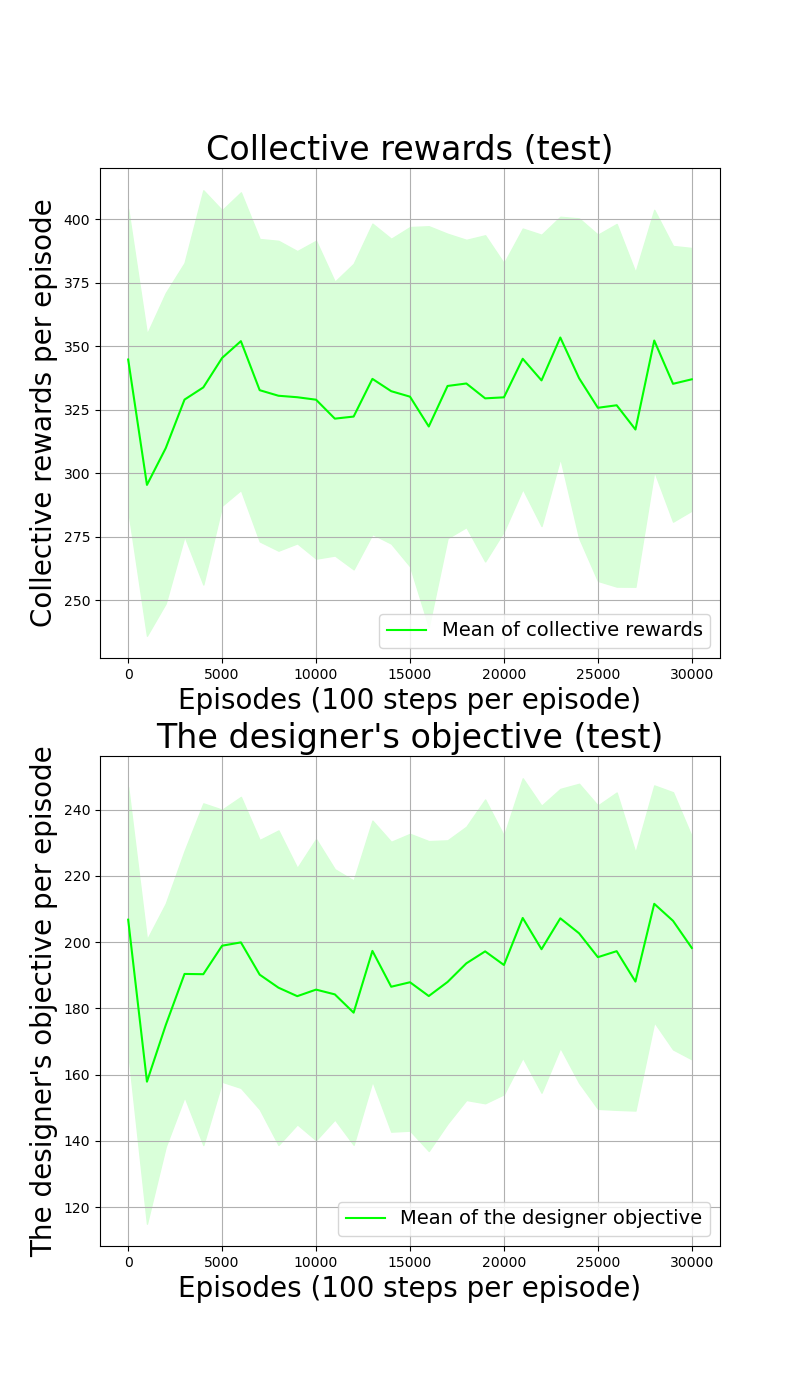 Collective rewards (test)
Collective rewards per episode
400
375
350
325
300
275
250
Mean of collective rewards
0 5000 10000 15000 20000 25000 30000
Episodes (100 steps per episode)
The designer's objective (test)
The designer's objective per episode
240
220
200
180
160
140
120
Mean of the designer objective
0 5000 10000 15000 20000 25000 30000
Episodes (100 steps per episode)